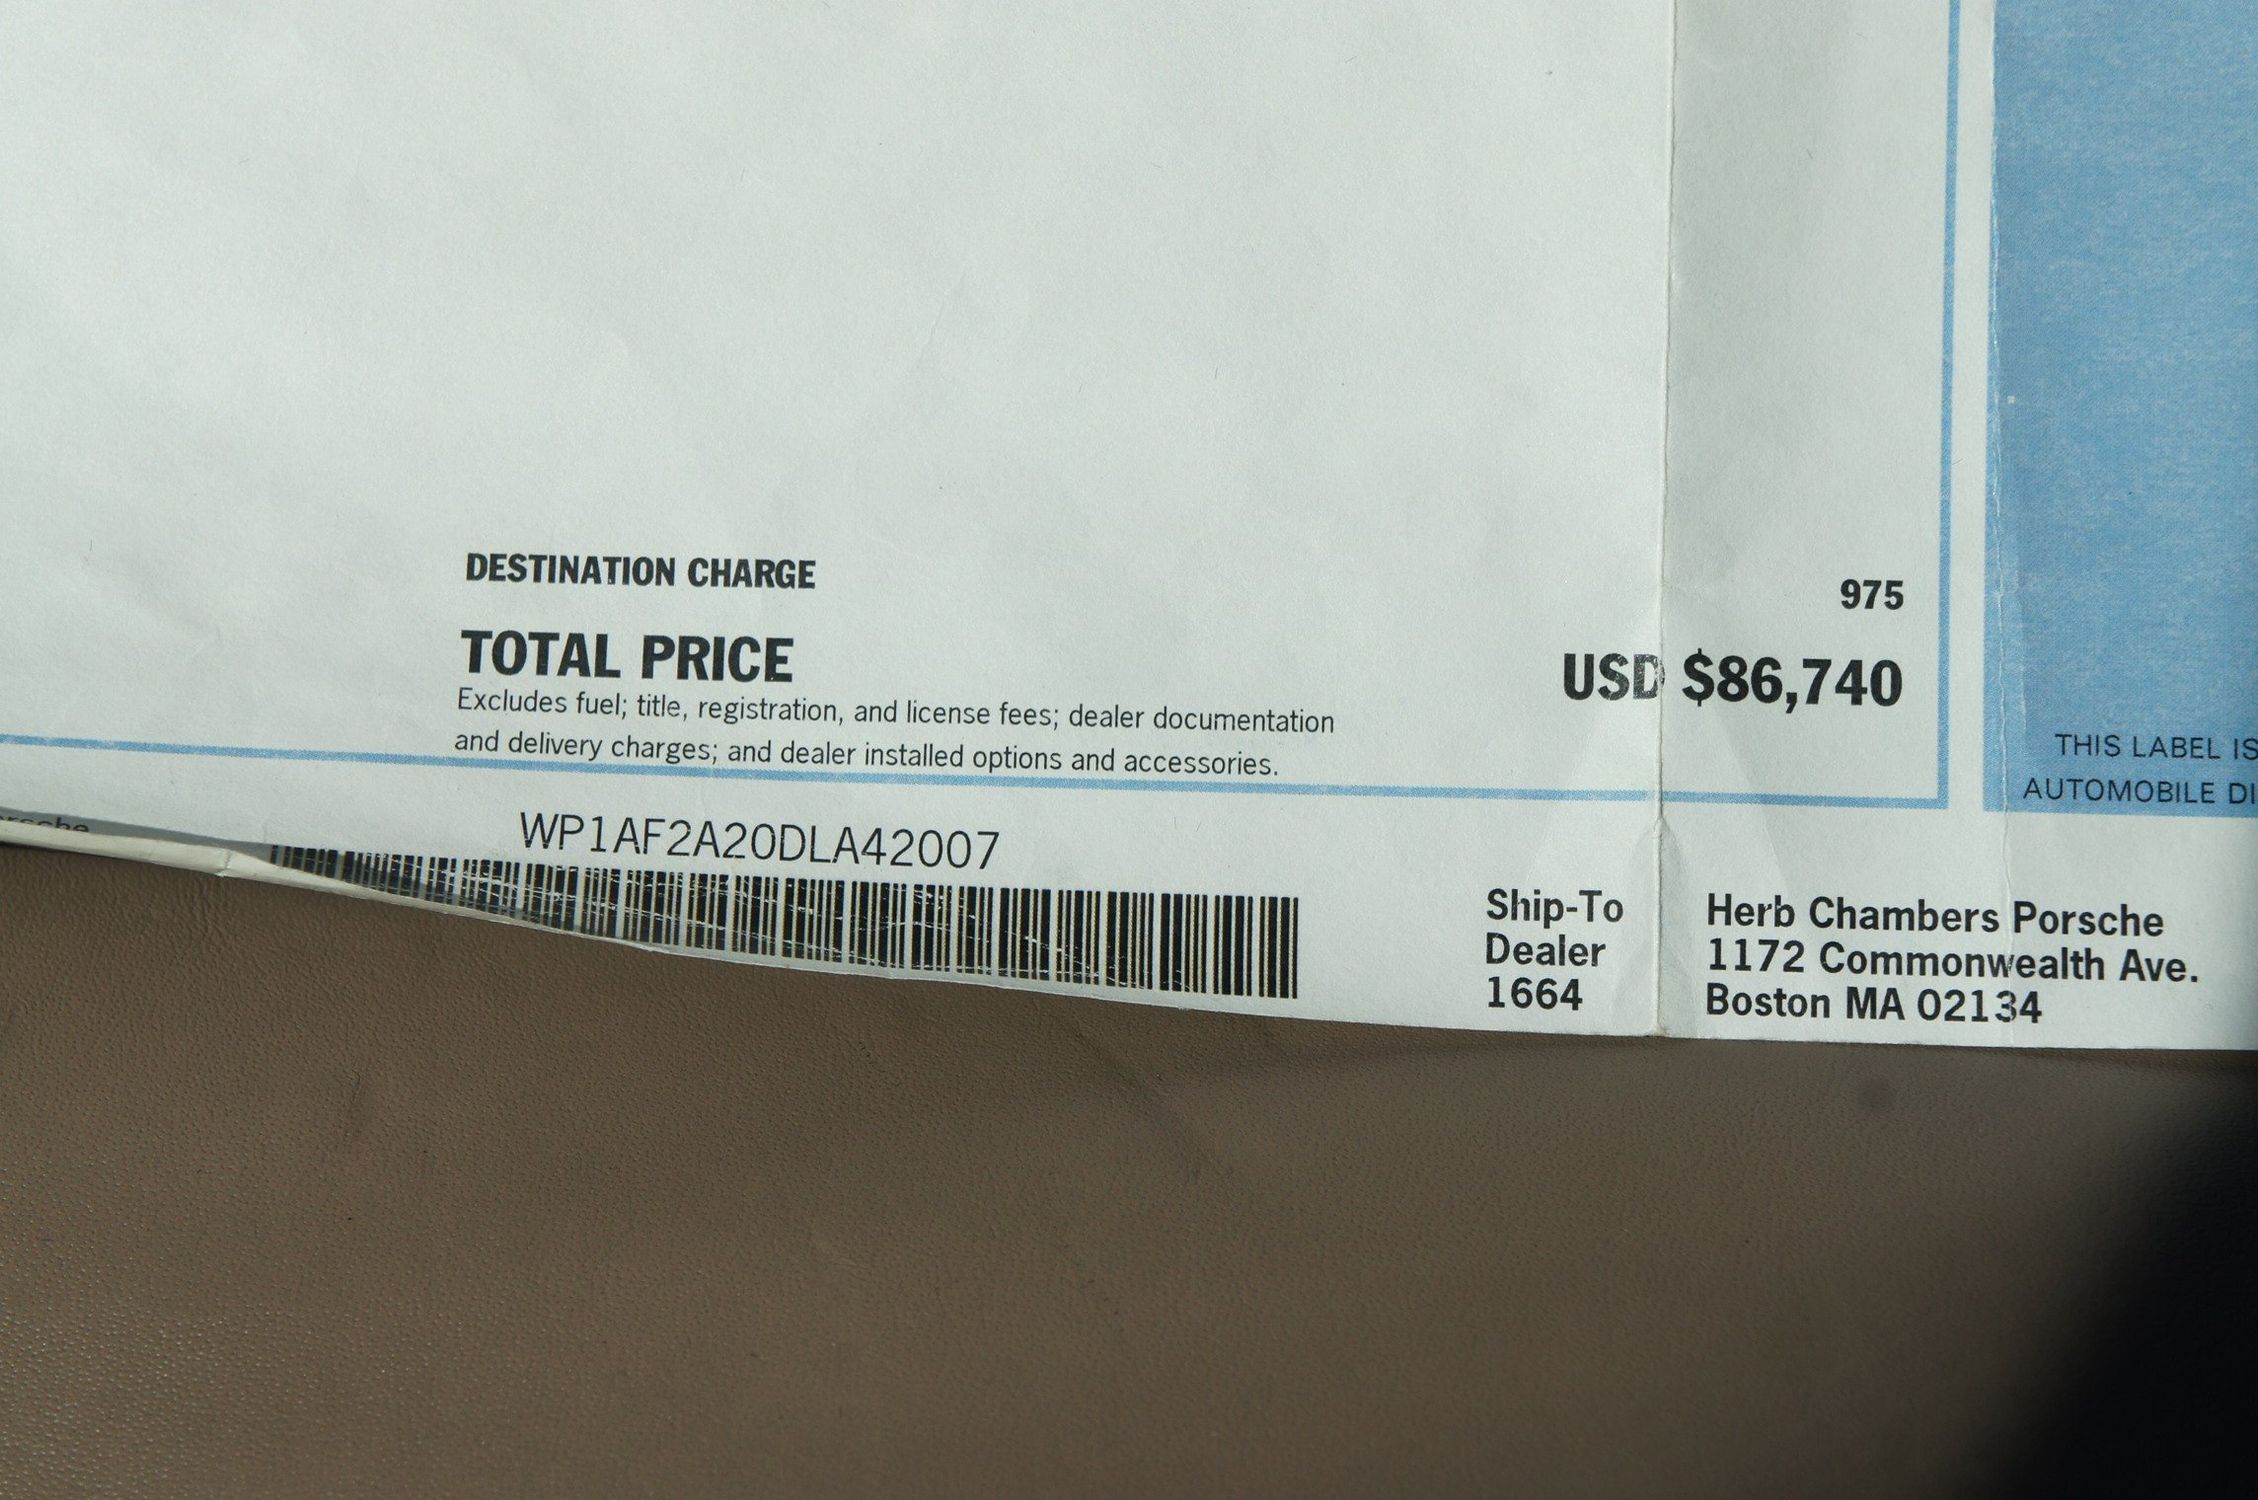 DESTINATION CHARGE 975
TOTAL PRICE USD $86,740
Excludes fuel; title, registration, and license fees; dealer documentation
and delivery charges; and dealer installed options and accessories.
THIS LABEL IS
AUTOMOBILE DI
WP1AF2A20DLA42007
Ship-To
Dealer
1664
Herb Chambers Porsche
1172 Commonwealth Ave.
Boston MA 02134